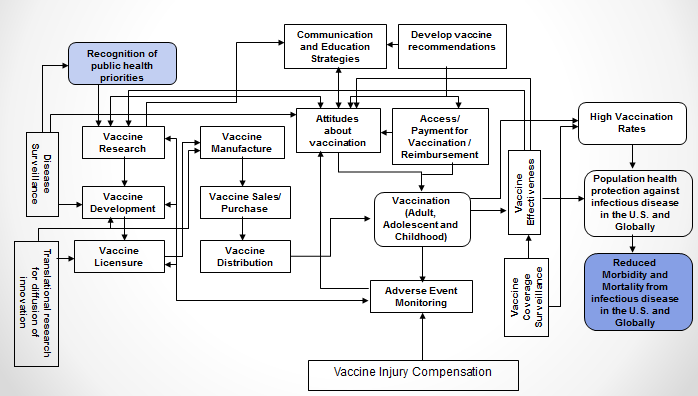 Recognition of
public health
priorities
Communication
and Education
Strategies
Develop vaccine
recommendations
Disease
Surveillance
Vaccine
Research
Vaccine
Manufacture
Attitudes
about
vaccination
Access/
Payment for
Vaccination /
Reimbursement
High Vaccination
Rates
Vaccine
Development
Vaccine Sales/
Purchase
Vaccination
(Adult,
Adolescent and
Childhood)
Vaccine
Effectiveness
Population health
protection against
infectious disease
in the U.S. and
Globally
Translational research
for diffusion of
innovation
Vaccine
Licensure
Vaccine
Distribution
Adverse Event
Monitoring
Vaccine
Coverage
Surveillance
Reduced
Morbidity and
Mortality from
infectious disease
in the U.S. and
Globally
Vaccine Injury Compensation